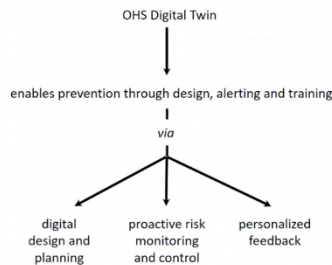 OHS Digital Twin
enables prevention through design, alerting and training
via
digital
design and
planning
proactive risk
monitoring
and control
personalized
feedback